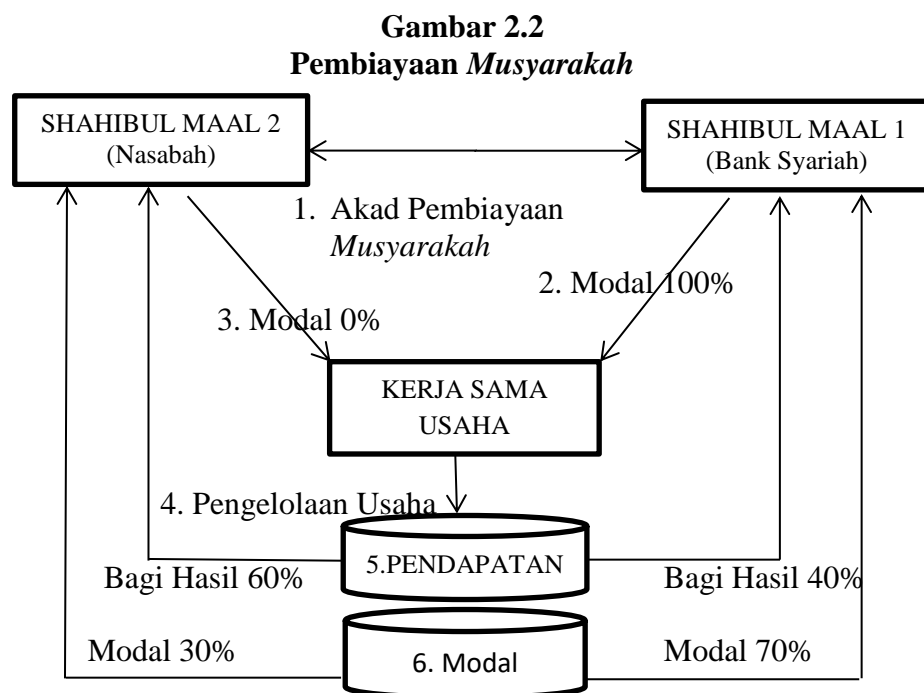 Gambar 2.2
Pembiayaan Musyarakah
SHAHIBUL MAAL 2
(Nasabah)
SHAHIBUL MAAL 1
(Bank Syariah)
1. Akad Pembiayaan
Musyarakah
2. Modal 100%
3. Modal 0%
KERJA SAMA
USAHA
4. Pengelolaan Usaha
5.PENDAPATAN
Bagi Hasil 60%
Bagi Hasil 40%
Modal 30%
6. Modal
Modal 70%